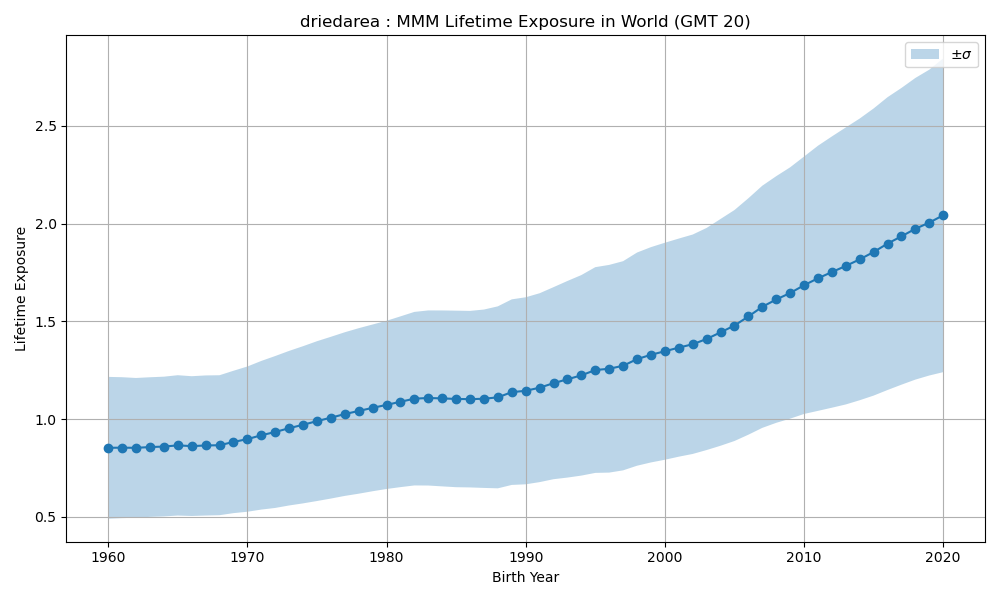 driedarea : MMM Lifetime Exposure in World (GMT 20)
±σ
Lifetime Exposure
2.5
2.0
1.5
1.0
0.5
1960 1970 1980 1990 2000 2010 2020
Birth Year